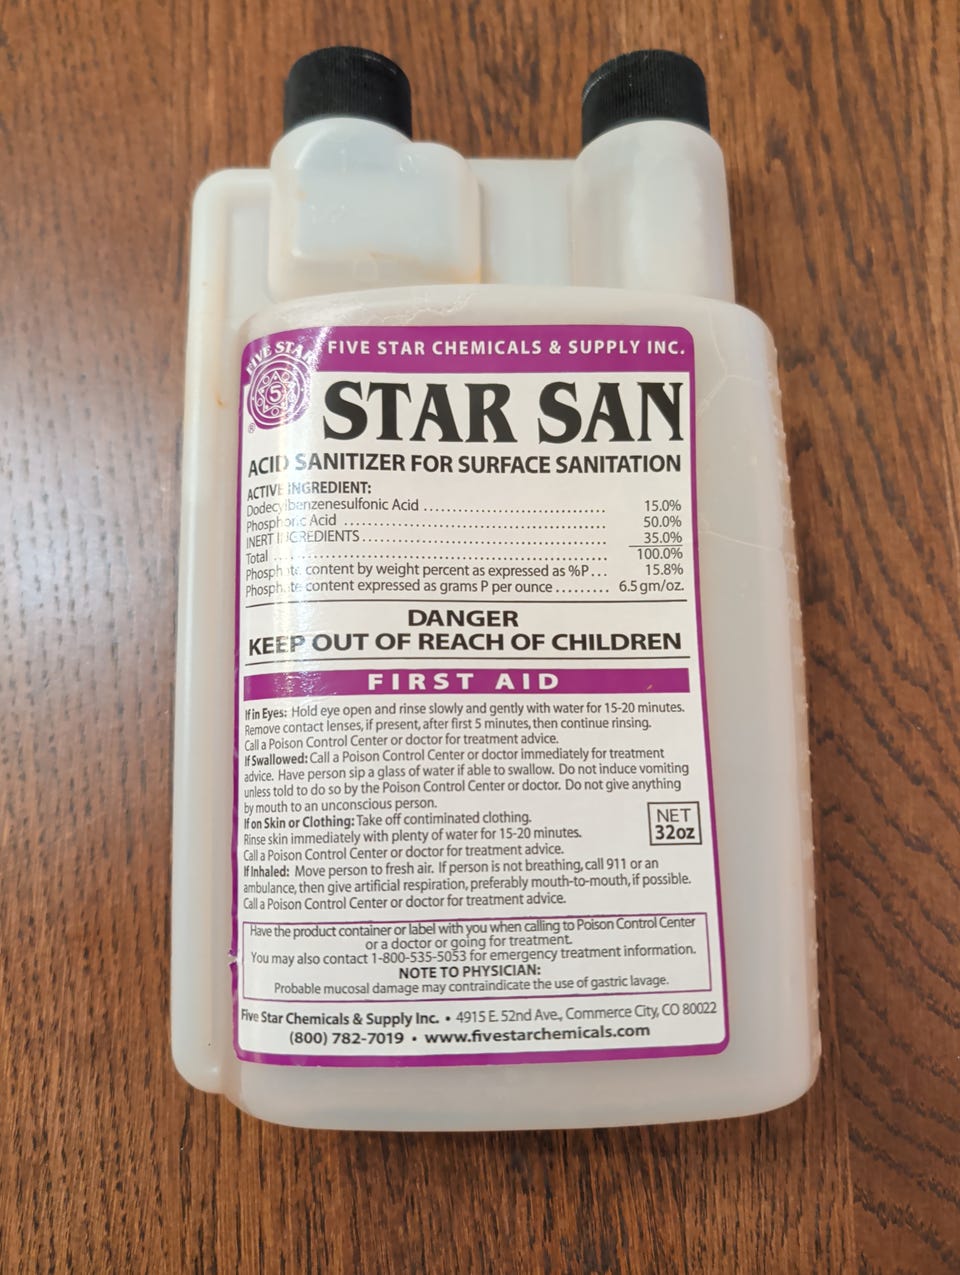 FIVE STAR
5
®
FIVE STAR CHEMICALS & SUPPLY INC.
STAR SAN
ACID SANITIZER FOR SURFACE SANITATION
ACTIVE INGREDIENT:
Dodecylbenzenesulfonic Acid .................................. 15.0%
Phosphoric Acid .................................................. 50.0%
INERT INGREDIENTS .............................................. 35.0%
Total ................................................................ 100.0%
Phosphate content by weight percent as expressed as %P... 15.8%
Phosphate content expressed as grams P per ounce ......... 6.5 gm/oz.
DANGER
KEEP OUT OF REACH OF CHILDREN
FIRST AID
If in Eyes: Hold eye open and rinse slowly and gently with water for 15-20 minutes.
Remove contact lenses, if present, after first 5 minutes, then continue rinsing.
Call a Poison Control Center or doctor for treatment advice.
If Swallowed: Call a Poison Control Center or doctor immediately for treatment
advice. Have person sip a glass of water if able to swallow. Do not induce vomiting
unless told to do so by the Poison Control Center or doctor. Do not give anything
by mouth to an unconscious person.
If on Skin or Clothing: Take off contiminated clothing.
Rinse skin immediately with plenty of water for 15-20 minutes.
Call a Poison Control Center or doctor for treatment advice.
If Inhaled: Move person to fresh air. If person is not breathing, call 911 or an
ambulance, then give artificial respiration, preferably mouth-to-mouth, if possible.
Call a Poison Control Center or doctor for treatment advice.
NET
32oz
Have the product container or label with you when calling to Poison Control Center
or a doctor or going for treatment.
You may also contact 1-800-535-5053 for emergency treatment information.
NOTE TO PHYSICIAN:
Probable mucosal damage may contraindicate the use of gastric lavage.
Five Star Chemicals & Supply Inc. • 4915 E. 52nd Ave., Commerce City, CO 80022
(800) 782-7019 • www.fivestarchemicals.com